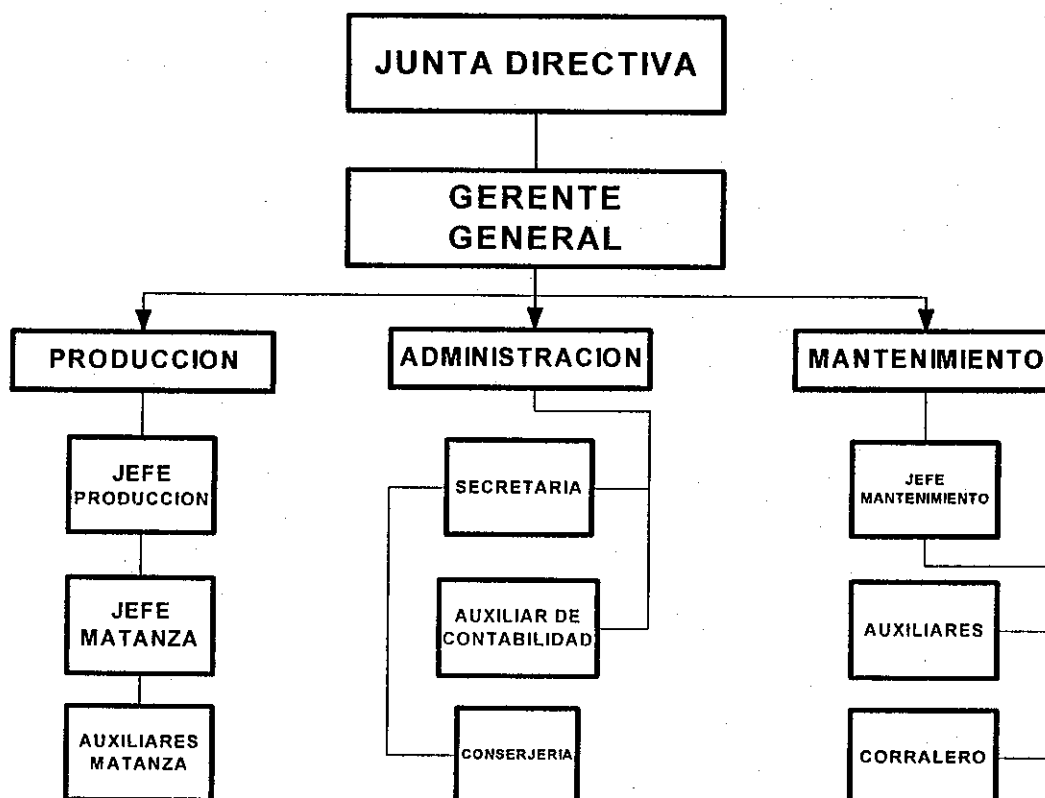 JUNTA DIRECTIVA
GERENTE
GENERAL
PRODUCCION
ADMINISTRACION
MANTENIMIENTO
JEFE
PRODUCCION
SECRETARIA
JEFE
MANTENIMIENTO
JEFE
MATANZA
AUXILIAR DE
CONTABILIDAD
AUXILIARES
AUXILIARES
MATANZA
CONSERJERIA
CORRALERO